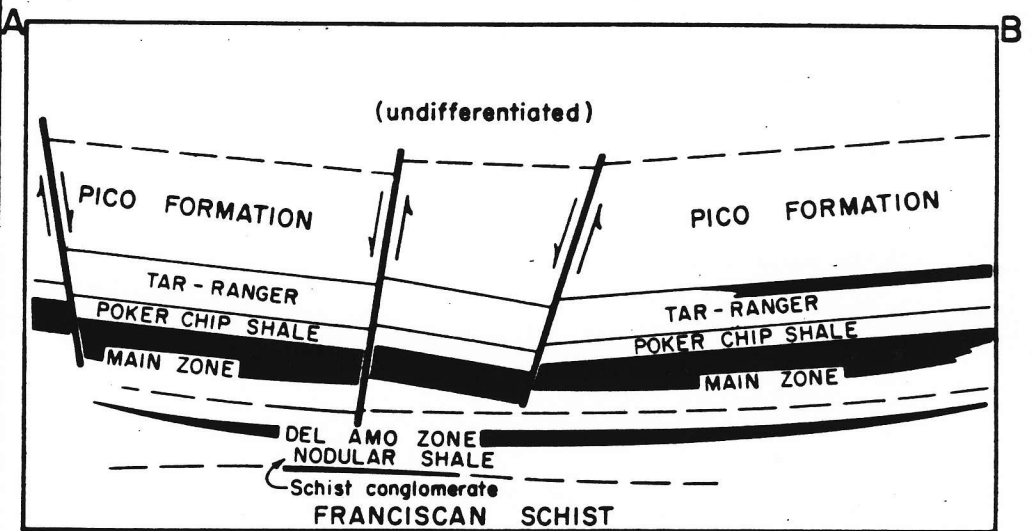 A
B
(undifferentiated)
PICO FORMATION
PICO FORMATION
TAR-RANGER
TAR-RANGER
POKER CHIP SHALE
POKER CHIP SHALE
MAIN ZONE
MAIN ZONE
DEL AMO ZONE
NODULAR SHALE
Schist conglomerate
FRANCISCAN SCHIST